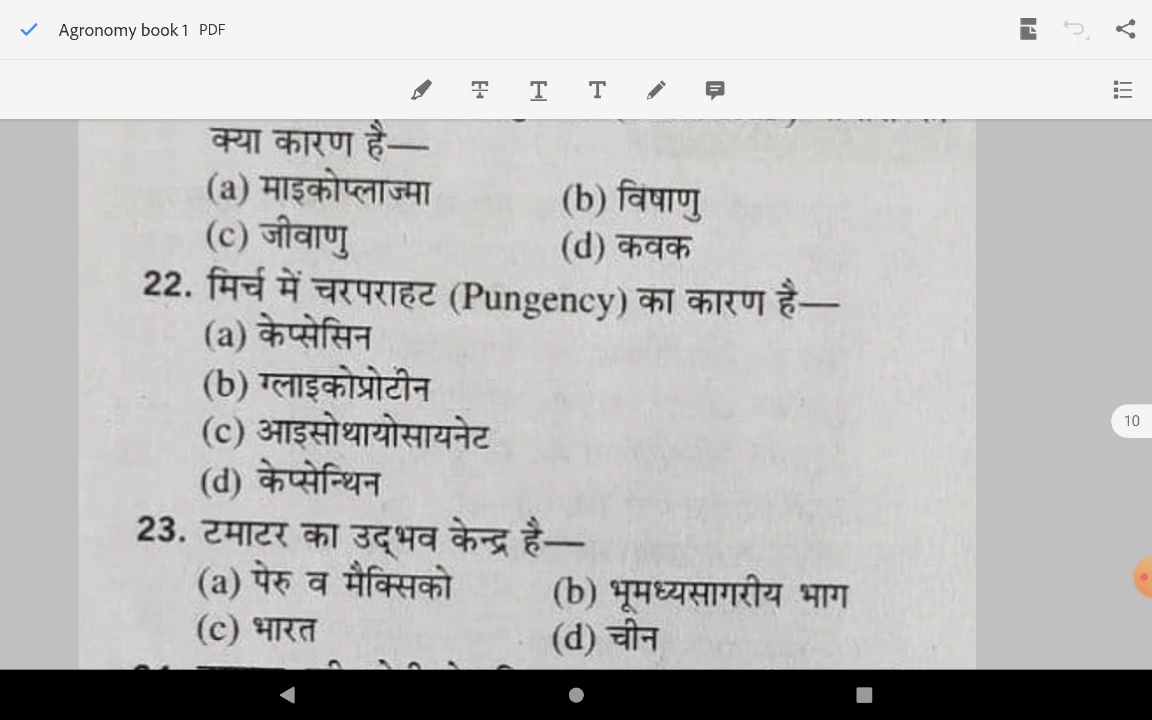 Agronomy book 1 PDF
क्या कारण है—
(a) माइकोप्लाज्मा (b) विषाणु
(c) जीवाणु (d) कवक
22. मिर्च में चरपराहट (Pungency) का कारण है—
(a) केप्सेसिन
(b) ग्लाइकोप्रोटीन
(c) आइसोथायोसायनेट
(d) केप्सेन्थिन
10
23. टमाटर का उद्भव केन्द्र है—
(a) पेरु व मैक्सिको (b) भूमध्यसागरीय भाग
(c) भारत (d) चीन